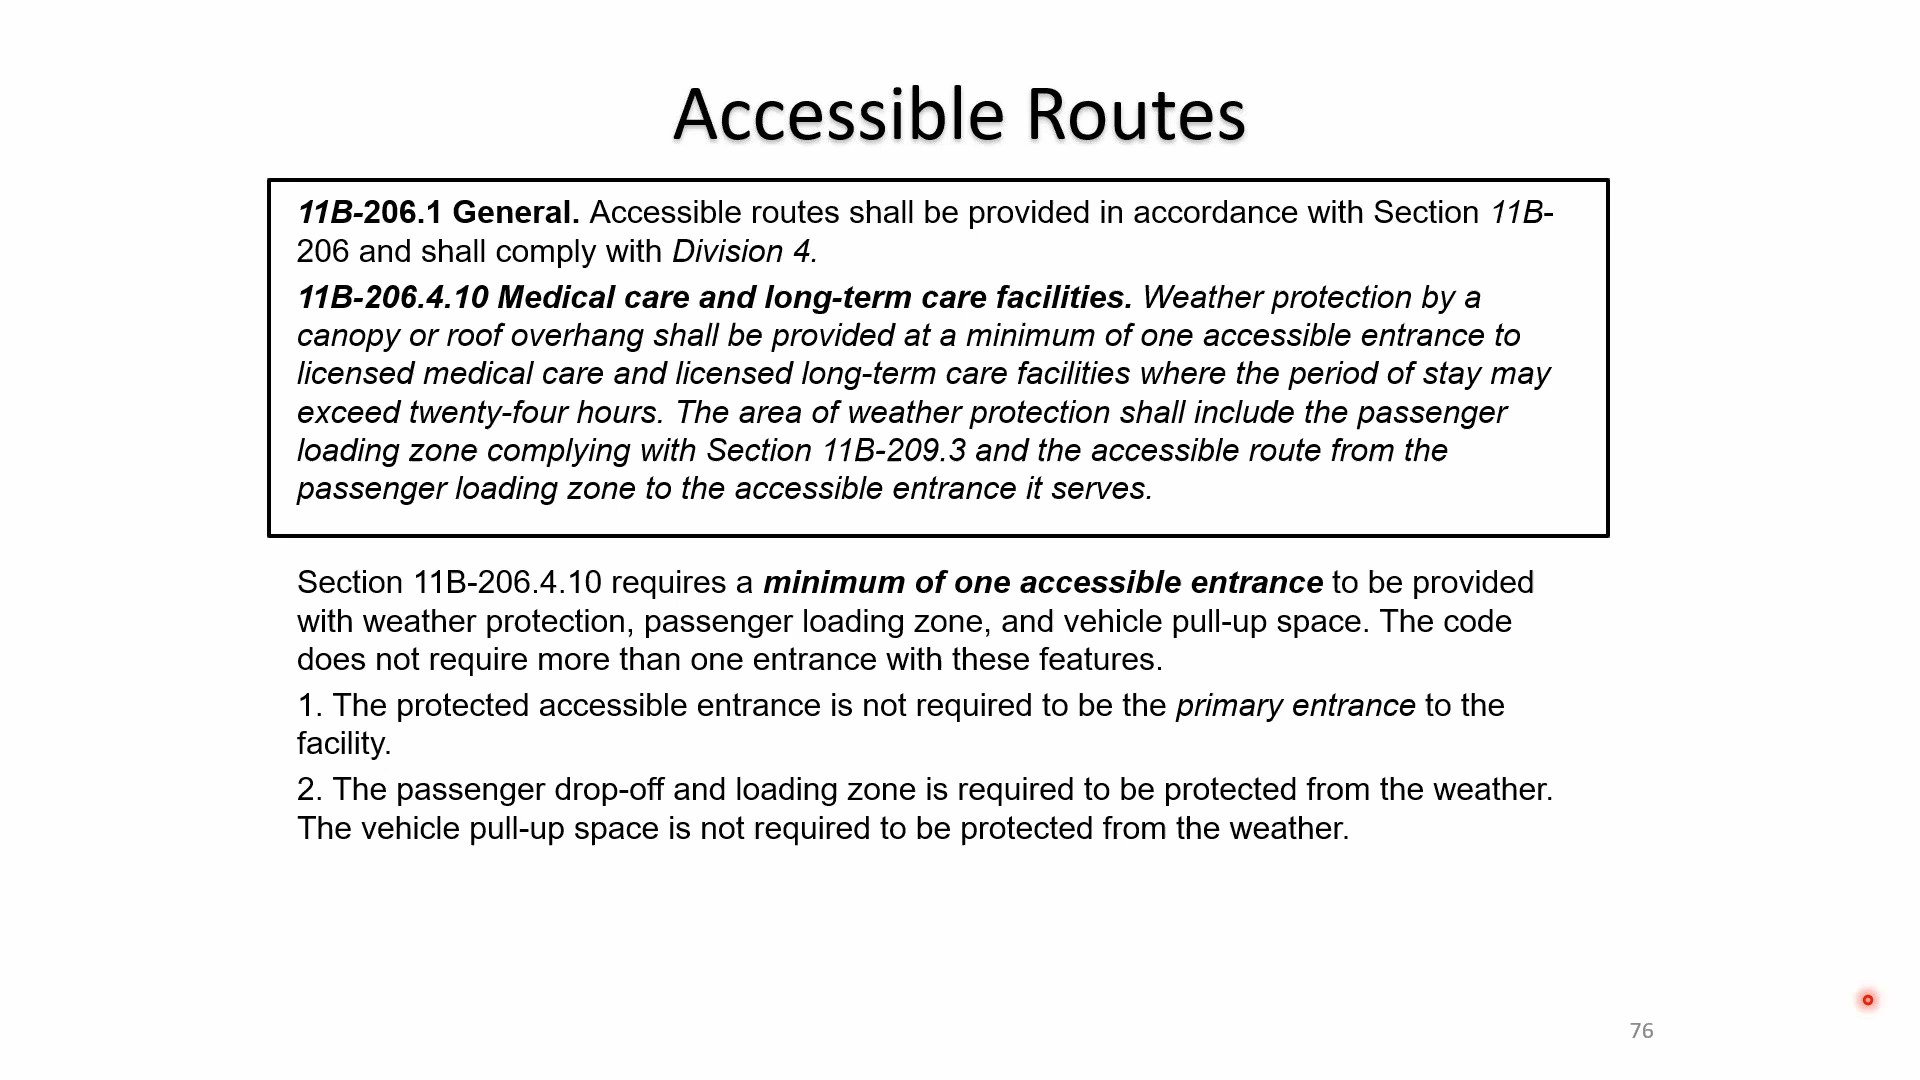 Accessible Routes
11B-206.1 General. Accessible routes shall be provided in accordance with Section 11B-
206 and shall comply with Division 4.
11B-206.4.10 Medical care and long-term care facilities. Weather protection by a
canopy or roof overhang shall be provided at a minimum of one accessible entrance to
licensed medical care and licensed long-term care facilities where the period of stay may
exceed twenty-four hours. The area of weather protection shall include the passenger
loading zone complying with Section 11B-209.3 and the accessible route from the
passenger loading zone to the accessible entrance it serves.
Section 11B-206.4.10 requires a minimum of one accessible entrance to be provided
with weather protection, passenger loading zone, and vehicle pull-up space. The code
does not require more than one entrance with these features.
1. The protected accessible entrance is not required to be the primary entrance to the
facility.
2. The passenger drop-off and loading zone is required to be protected from the weather.
The vehicle pull-up space is not required to be protected from the weather.
76